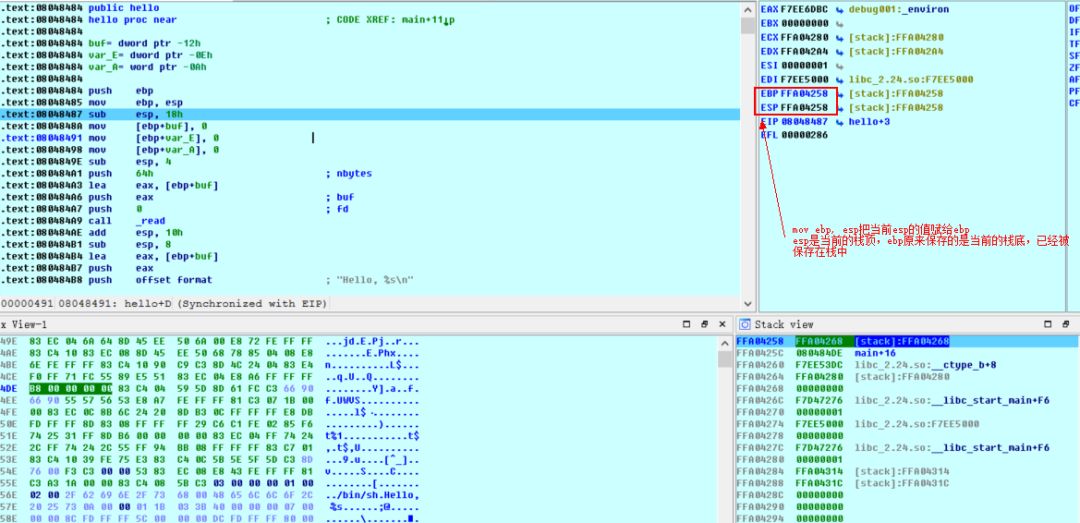 .text:08048484 public hello
.text:08048484 hello proc near ; CODE XREF: main+11↓p
.text:08048484
.text:08048484 buf= dword ptr -12h
.text:08048484 var_E= dword ptr -0Eh
.text:08048484 var_A= word ptr -0Ah
.text:08048484
.text:08048484 push ebp
.text:08048485 mov ebp, esp
.text:08048487 sub esp, 18h
.text:0804848A mov [ebp+buf], 0
.text:08048491 mov [ebp+var_E], 0
.text:08048498 mov [ebp+var_A], 0
.text:0804849E sub esp, 4
.text:080484A1 push 64h ; nbytes
.text:080484A3 lea eax, [ebp+buf]
.text:080484A6 push eax ; buf
.text:080484A7 push 0 ; fd
.text:080484A9 call _read
.text:080484AE add esp, 10h
.text:080484B1 sub esp, 8
.text:080484B4 lea eax, [ebp+buf]
.text:080484B7 push eax
.text:080484B8 push offset format ; "Hello, %s\n"
00000491 08048491: hello+D (Synchronized with EIP)
EAX F7EE6DBC debug001:_environ
EBX 00000000
ECX FFA04280 [stack]:FFA04280
EDX FFA042A4 [stack]:FFA042A4
ESI 00000001
EDI F7EE5000 libc_2.24.so:F7EE5000
EBP FFA04258 [stack]:FFA04258
ESP FFA04258 [stack]:FFA04258
EIP 08048487 hello+3
EFL 00000286
OF
DF
IF
TF
SF
ZF
AF
PF
CF
mov ebp, esp把当前esp的值赋给ebp
esp是当前的栈顶，ebp原来保存的是当前的栈底，已经被
保存在栈中
x View-1
49E 83 EC 04 6A 64 8D 45 EE 50 6A 00 E8 72 FE FF FF ...jd.E.Pj..r...
4AE 83 C4 10 83 EC 08 8D 45 EE 50 68 78 85 04 08 E8 .......E.Phx....
4BE 6E FE FF FF 83 C4 10 90 C9 C3 8D 4C 24 04 83 E4 n..........L$...
4CE F0 FF 71 FC 55 89 E5 51 83 EC 04 E8 A6 FF FF FF ..q.U..Q........
4DE B8 00 00 00 00 83 C4 04 59 5D 8D 61 FC C3 66 90 ........Y].a..f.
4EE 66 90 55 57 56 53 E8 A7 FE FF FF 81 C3 07 1B 00 f.UWVS..........
4FE 00 83 EC 0C 8B 6C 24 20 8D B3 0C FF FF FF E8 DB
50E FD FF FF 8D 83 08 FF FF FF 29 C6 C1 FE 02 85 F6
51E 74 25 31 FF 8D B6 00 00 00 00 83 EC 04 FF 74 24
52E 2C FF 74 24 2C 55 FF 94 BB 08 FF FF FF 83 C7 01
53E 83 C4 10 39 FE 75 E3 83 C4 0C 5B 5E 5F 5D C3 8D
54E 76 00 F3 C3 00 00 53 83 EC 08 E8 43 FE FF FF 81
55E C3 A3 1A 00 00 83 C4 08 5B C3 03 00 00 00 01 00
56E 02 00 2F 62 69 6E 2F 73 68 00 48 65 6C 6C 6F 2C ../bin/sh.Hello,
57E 20 25 73 0A 00 00 01 1B 03 3B 40 00 00 00 07 00
58E 00 00 8C FD FF FF 5C 00 00 00 DC FD FF FF 80 00
Stack view
FFA04258 FFA04268 [stack]:FFA04268
FFA0425C 080484DE main+16
FFA04260 F7EE53DC libc_2.24.so:__ctype_b+8
FFA04264 FFA04280 [stack]:FFA04280
FFA04268 00000000
FFA0426C F7D47276 libc_2.24.so:__libc_start_main+F6
FFA04270 00000001
FFA04274 F7EE5000 libc_2.24.so:F7EE5000
FFA04278 00000000
FFA0427C F7D47276 libc_2.24.so:__libc_start_main+F6
FFA04280 00000001
FFA04284 FFA04314 [stack]:FFA04314
FFA04288 FFA0431C [stack]:FFA0431C
FFA0428C 00000000
FFA04290 00000000
FFA04294 00000000